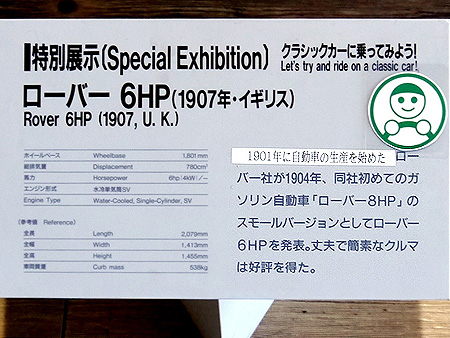 特別展示(Special Exhibition)
クラシックカーに乗ってみよう!
Let's try and ride on a classic car!
ローバー 6HP(1907年・イギリス)
Rover 6HP (1907, U. K.)
ホイールベース Wheelbase 1,801mm
総排気量 Displacement 780cm³
馬力 Horsepower 6hp/4kW/—
エンジン形式 水冷単気筒SV
Engine Type Water-Cooled, Single-Cylinder, SV
(参考値 Reference)
全長 Length 2,079mm
全幅 Width 1,413mm
全高 Height 1,455mm
車両質量 Curb mass 538kg
1901年に自動車の生産を始めた ロー
バー社が1904年、同社初めてのガ
ソリン自動車「ローバー8HP」の
スモールバージョンとしてローバー
6HPを発表。丈夫で簡素なクルマ
は好評を得た。